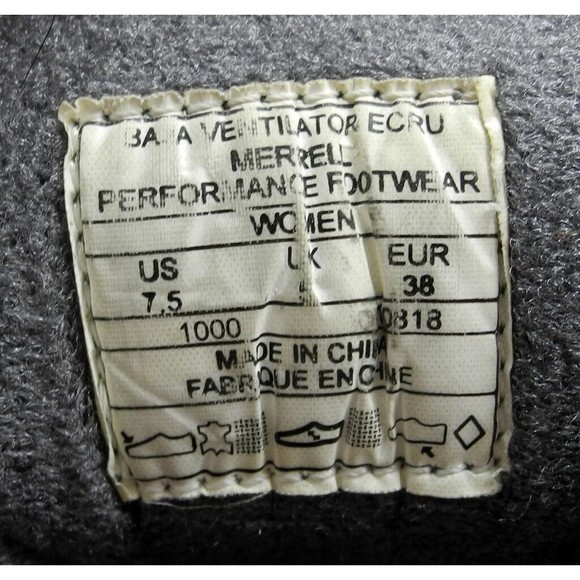 BAJA VENTILATOR ECRU
MERRELL
PERFORMANCE FOOTWEAR
WOMEN
US UK EUR
7.5 38
1000 0818
MADE IN CHINA
FABRIQUE EN CHINE